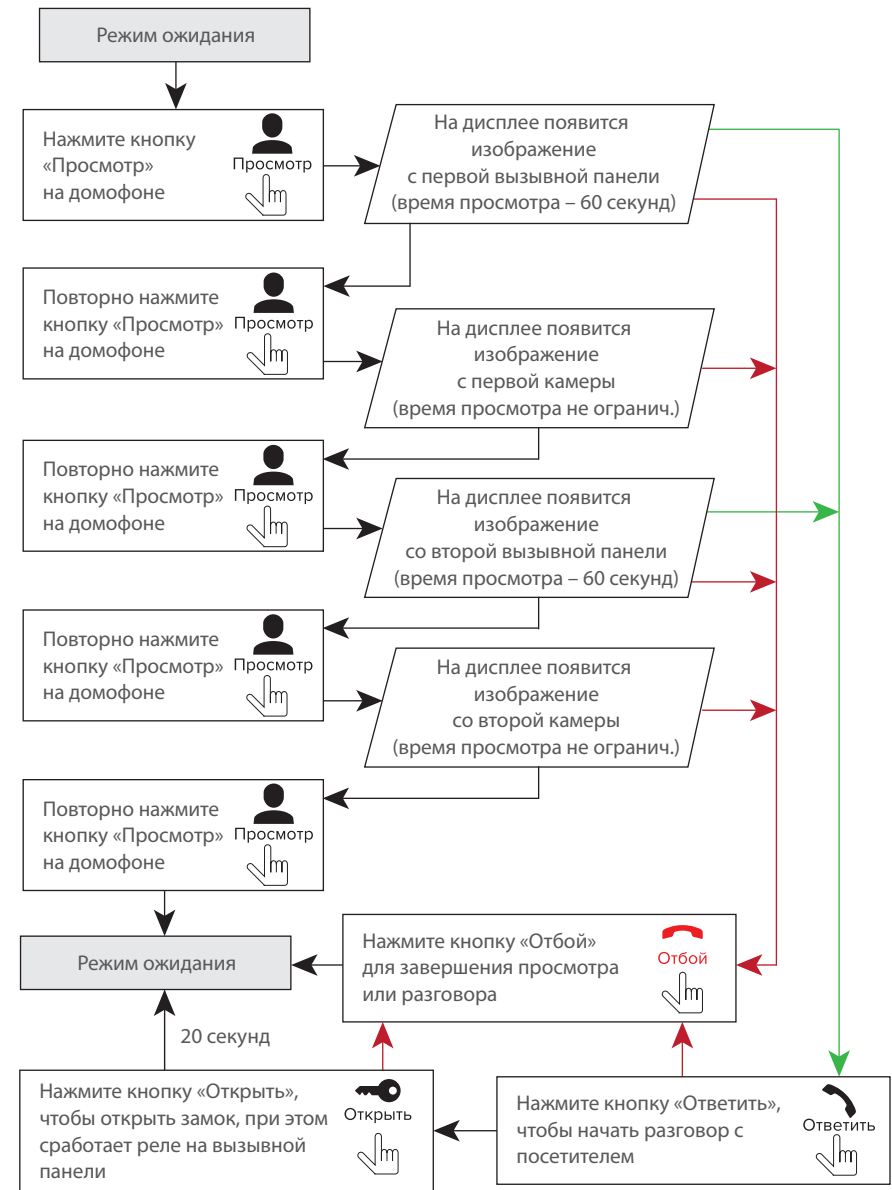 Режим ожидания
Нажмите кнопку
«Просмотр»
на домофоне
Просмотр
На дисплее появится
изображение
с первой вызывной панели
(время просмотра – 60 секунд)
Повторно нажмите
кнопку «Просмотр»
на домофоне
Просмотр
На дисплее появится
изображение
с первой камеры
(время просмотра не огранич.)
Повторно нажмите
кнопку «Просмотр»
на домофоне
Просмотр
На дисплее появится
изображение
со второй вызывной панели
(время просмотра – 60 секунд)
Повторно нажмите
кнопку «Просмотр»
на домофоне
Просмотр
На дисплее появится
изображение
со второй камеры
(время просмотра не огранич.)
Повторно нажмите
кнопку «Просмотр»
на домофоне
Просмотр
Режим ожидания
Нажмите кнопку «Отбой»
для завершения просмотра
или разговора
Отбой
20 секунд
Нажмите кнопку «Открыть»,
чтобы открыть замок, при этом
сработает реле на вызывной
панели
Открыть
Нажмите кнопку «Ответить»,
чтобы начать разговор с
посетителем
Ответить